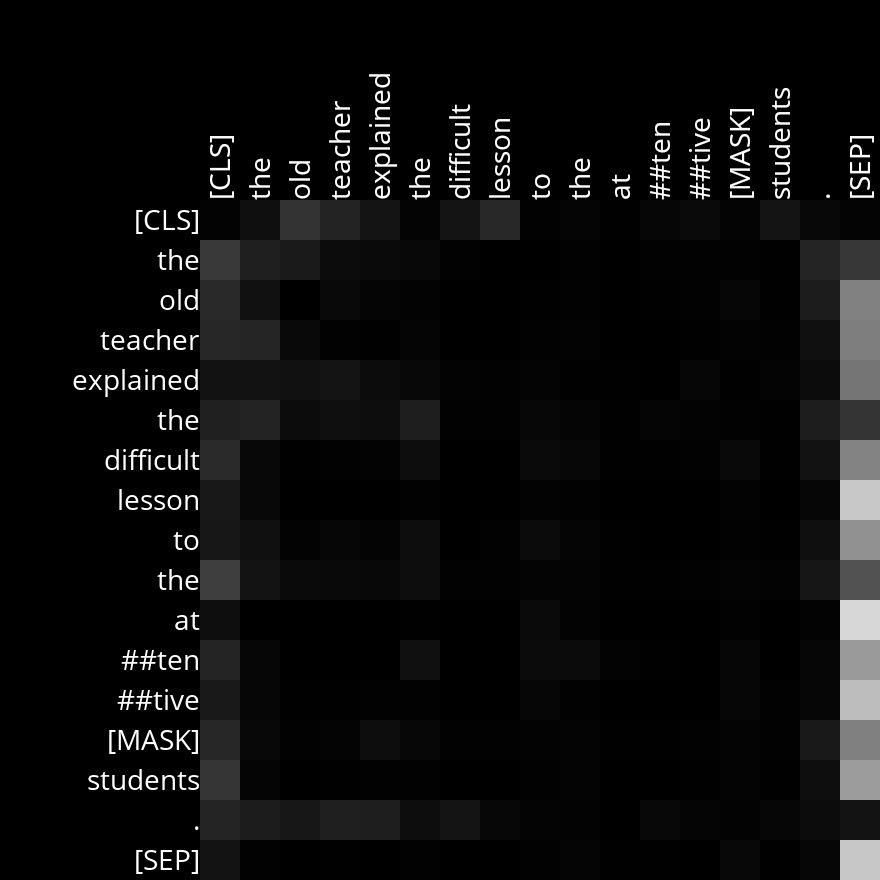 [CLS] the old teacher explained the difficult lesson to the at ##ten ##tive [MASK] students . [SEP]
[CLS]
the
old
teacher
explained
the
difficult
lesson
to
the
at
##ten
##tive
[MASK]
students
.
[SEP]